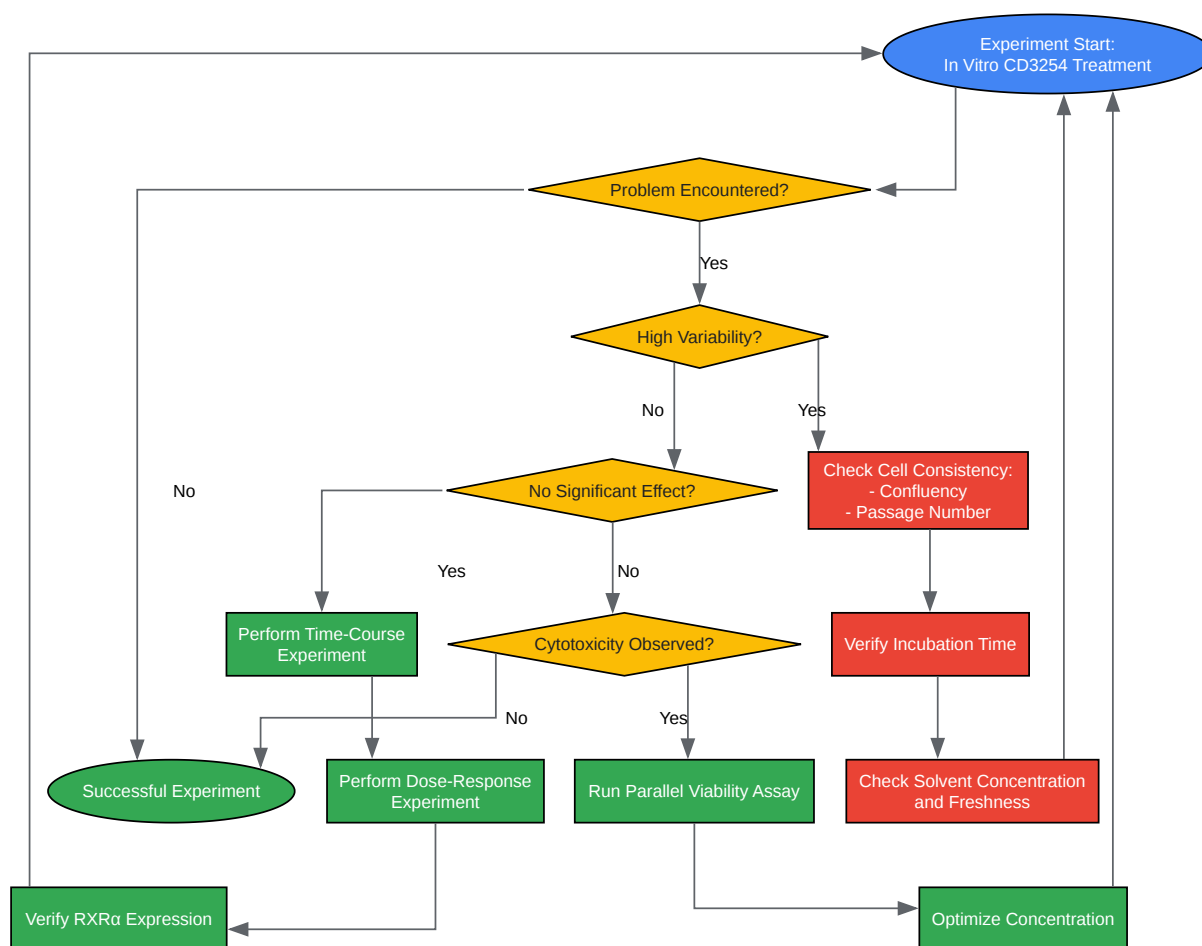 Experiment Start:
In Vitro CD3254 Treatment
Problem Encountered?
Yes
High Variability?
No
Yes
No Significant Effect?
Check Cell Consistency:
- Confluency
- Passage Number
No
Yes
No
Perform Time-Course
Experiment
Cytotoxicity Observed?
Verify Incubation Time
No
Yes
Successful Experiment
Perform Dose-Response
Experiment
Run Parallel Viability Assay
Check Solvent Concentration
and Freshness
Verify RXRα Expression
Optimize Concentration